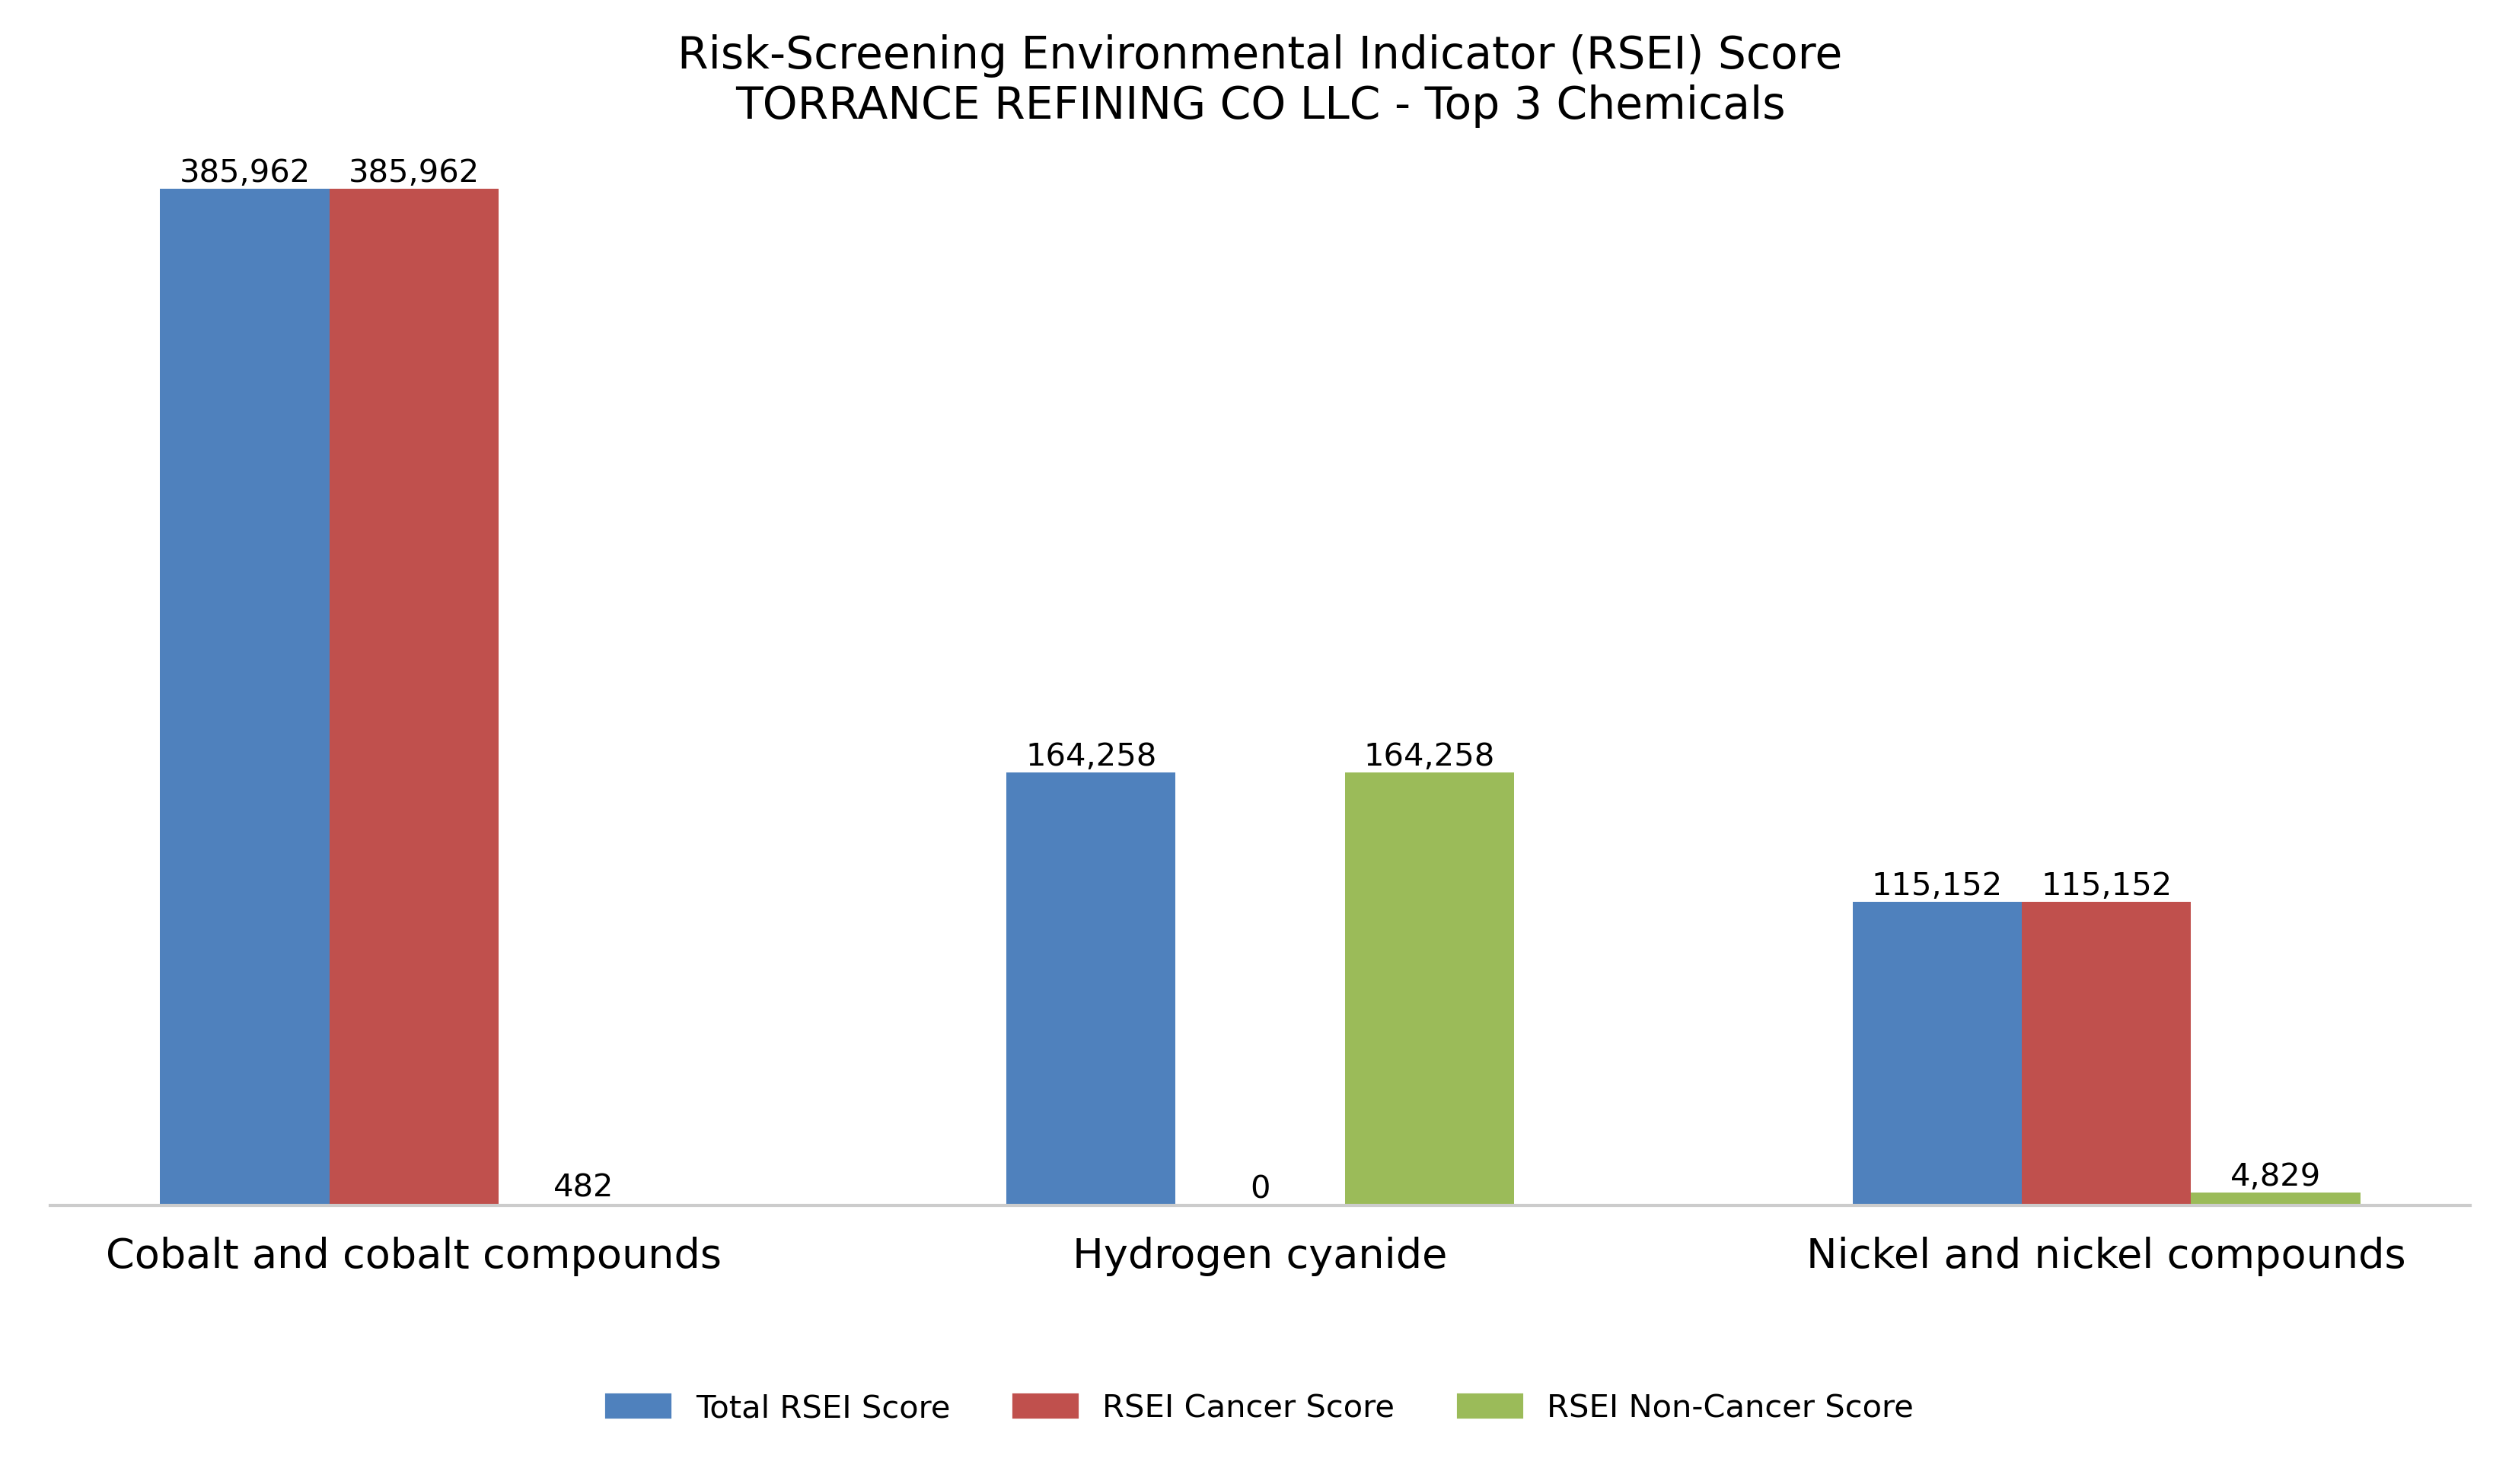 Risk-Screening Environmental Indicator (RSEI) Score
TORRANCE REFINING CO LLC - Top 3 Chemicals
385,962 385,962
482
164,258
0
164,258
115,152 115,152
4,829
Cobalt and cobalt compounds
Hydrogen cyanide
Nickel and nickel compounds
Total RSEI Score
RSEI Cancer Score
RSEI Non-Cancer Score